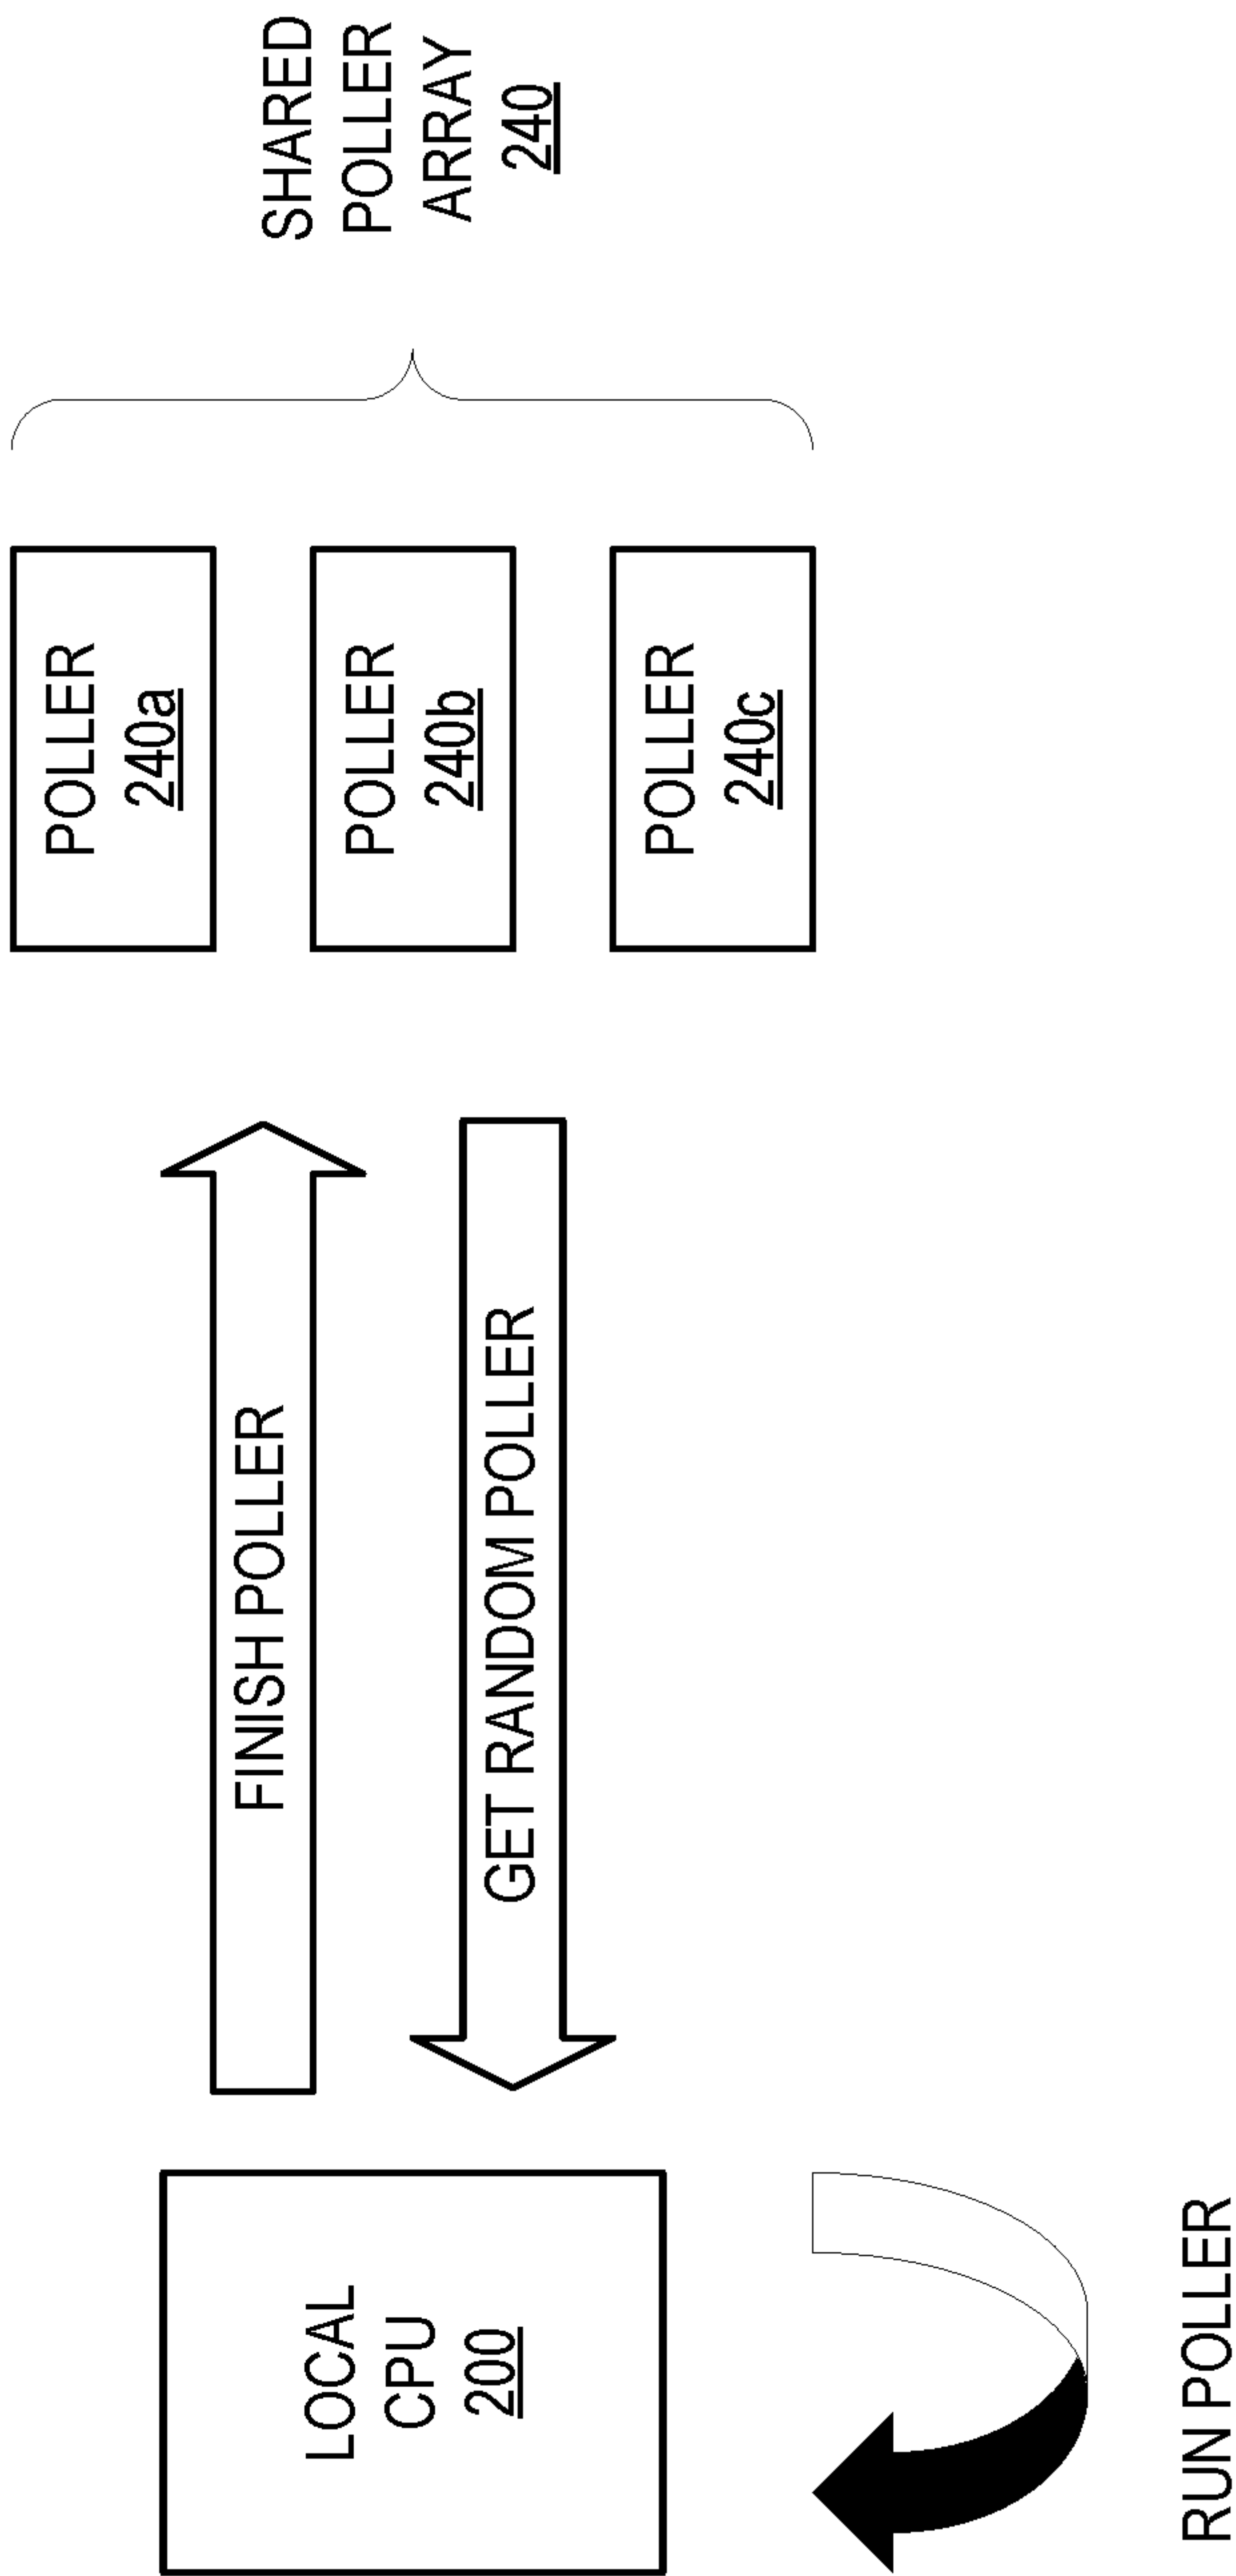 LOCAL
CPU
200
FINISH POLLER
GET RANDOM POLLER
RUN POLLER
POLLER
240a
POLLER
240b
POLLER
240c
SHARED
POLLER
ARRAY
240